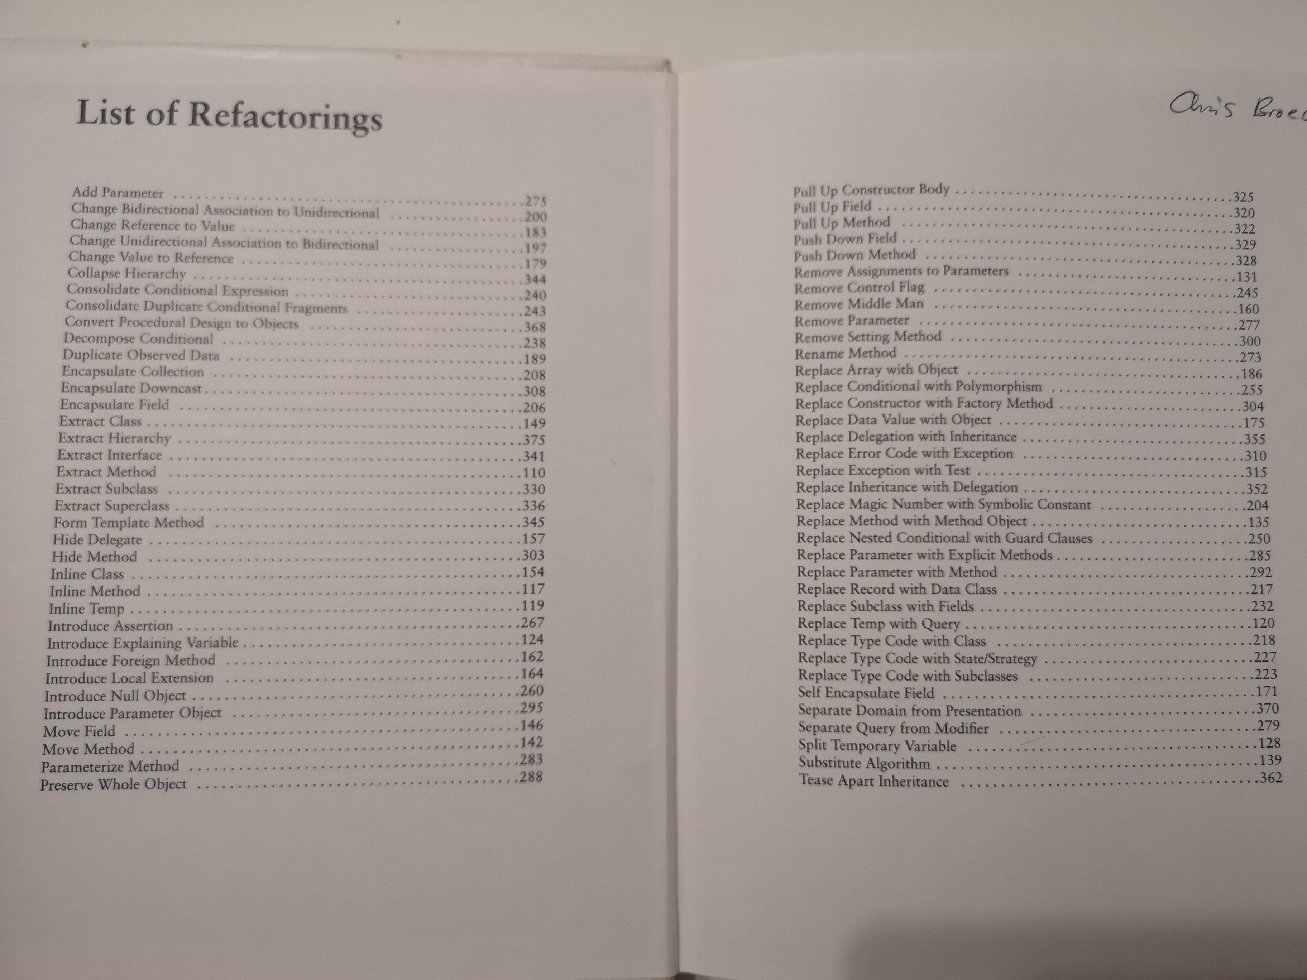 List of Refactorings
Add Parameter . . . . . . . . . . . . . . . . . . . . 275
Change Bidirectional Association to Unidirectional . . . . . . . . . . 200
Change Reference to Value . . . . . . . . . . . . . . . . . . . . 183
Change Unidirectional Association to Bidirectional . . . . . . . . . . 197
Change Value to Reference . . . . . . . . . . . . . . . . . . . . 179
Collapse Hierarchy . . . . . . . . . . . . . . . . . . . . 344
Consolidate Conditional Expression . . . . . . . . . . . . . . . 240
Consolidate Duplicate Conditional Fragments . . . . . . . . . . 243
Convert Procedural Design to Objects . . . . . . . . . . . . . . . 368
Decompose Conditional . . . . . . . . . . . . . . . . . . . . 238
Duplicate Observed Data . . . . . . . . . . . . . . . . . . . . 189
Encapsulate Collection . . . . . . . . . . . . . . . . . . . . 208
Encapsulate Downcast . . . . . . . . . . . . . . . . . . . . 308
Encapsulate Field . . . . . . . . . . . . . . . . . . . . 206
Extract Class . . . . . . . . . . . . . . . . . . . . 149
Extract Hierarchy . . . . . . . . . . . . . . . . . . . . 375
Extract Interface . . . . . . . . . . . . . . . . . . . . 341
Extract Method . . . . . . . . . . . . . . . . . . . . 110
Extract Subclass . . . . . . . . . . . . . . . . . . . . 330
Extract Superclass . . . . . . . . . . . . . . . . . . . . 336
Form Template Method . . . . . . . . . . . . . . . . . . . . 345
Hide Delegate . . . . . . . . . . . . . . . . . . . . 157
Hide Method . . . . . . . . . . . . . . . . . . . . 303
Inline Class . . . . . . . . . . . . . . . . . . . . 154
Inline Method . . . . . . . . . . . . . . . . . . . . 117
Inline Temp . . . . . . . . . . . . . . . . . . . . 119
Introduce Assertion . . . . . . . . . . . . . . . . . . . . 267
Introduce Explaining Variable . . . . . . . . . . . . . . . . . . . . 124
Introduce Foreign Method . . . . . . . . . . . . . . . . . . . . 162
Introduce Local Extension . . . . . . . . . . . . . . . . . . . . 164
Introduce Null Object . . . . . . . . . . . . . . . . . . . . 260
Introduce Parameter Object . . . . . . . . . . . . . . . . . . . . 295
Move Field . . . . . . . . . . . . . . . . . . . . 146
Move Method . . . . . . . . . . . . . . . . . . . . 142
Parameterize Method . . . . . . . . . . . . . . . . . . . . 283
Preserve Whole Object . . . . . . . . . . . . . . . . . . . . 288
Chris
Pull Up Constructor Body . . . . . . . . . . . . . . . . . . . . 325
Pull Up Field . . . . . . . . . . . . . . . . . . . . 320
Pull Up Method . . . . . . . . . . . . . . . . . . . . 322
Push Down Field . . . . . . . . . . . . . . . . . . . . 329
Push Down Method . . . . . . . . . . . . . . . . . . . . 328
Remove Assignments to Parameters . . . . . . . . . . . . . . . 131
Remove Control Flag . . . . . . . . . . . . . . . . . . . . 245
Remove Middle Man . . . . . . . . . . . . . . . . . . . . 160
Remove Parameter . . . . . . . . . . . . . . . . . . . . 277
Remove Setting Method . . . . . . . . . . . . . . . . . . . . 300
Rename Method . . . . . . . . . . . . . . . . . . . . 273
Replace Array with Object . . . . . . . . . . . . . . . . . . . . 186
Replace Conditional with Polymorphism . . . . . . . . . . . . . . . 255
Replace Constructor with Factory Method . . . . . . . . . . . . . . . 304
Replace Data Value with Object . . . . . . . . . . . . . . . . . . . . 175
Replace Delegation with Inheritance . . . . . . . . . . . . . . . 355
Replace Error Code with Exception . . . . . . . . . . . . . . . 310
Replace Exception with Test . . . . . . . . . . . . . . . . . . . . 315
Replace Inheritance with Delegation . . . . . . . . . . . . . . . 352
Replace Magic Number with Symbolic Constant . . . . . . . . . . 204
Replace Method with Method Object . . . . . . . . . . . . . . . 135
Replace Nested Conditional with Guard Clauses . . . . . . . . . . 250
Replace Parameter with Explicit Methods . . . . . . . . . . . . . . . 285
Replace Parameter with Method . . . . . . . . . . . . . . . . . . . . 292
Replace Record with Data Class . . . . . . . . . . . . . . . . . . . . 217
Replace Subclass with Fields . . . . . . . . . . . . . . . . . . . . 232
Replace Temp with Query . . . . . . . . . . . . . . . . . . . . 120
Replace Type Code with Class . . . . . . . . . . . . . . . . . . . . 218
Replace Type Code with State/Strategy . . . . . . . . . . . . . . . 227
Replace Type Code with Subclasses . . . . . . . . . . . . . . . 223
Self Encapsulate Field . . . . . . . . . . . . . . . . . . . . 171
Separate Domain from Presentation . . . . . . . . . . . . . . . 370
Separate Query from Modifier . . . . . . . . . . . . . . . . . . . . 279
Split Temporary Variable . . . . . . . . . . . . . . . . . . . . 128
Substitute Algorithm . . . . . . . . . . . . . . . . . . . . 139
Tease Apart Inheritance . . . . . . . . . . . . . . . . . . . . 362